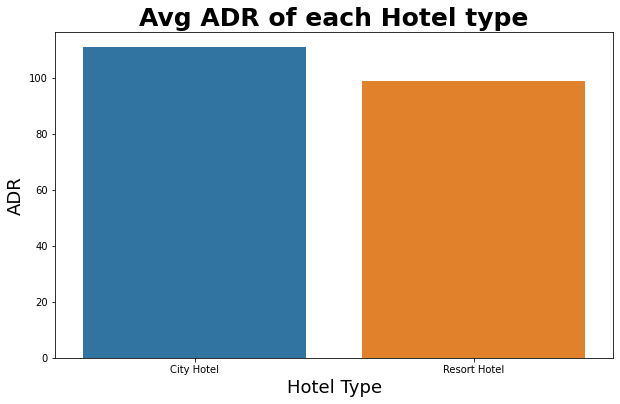 Avg ADR of each Hotel type
ADR
100
80
60
40
20
0
City Hotel
Resort Hotel
Hotel Type